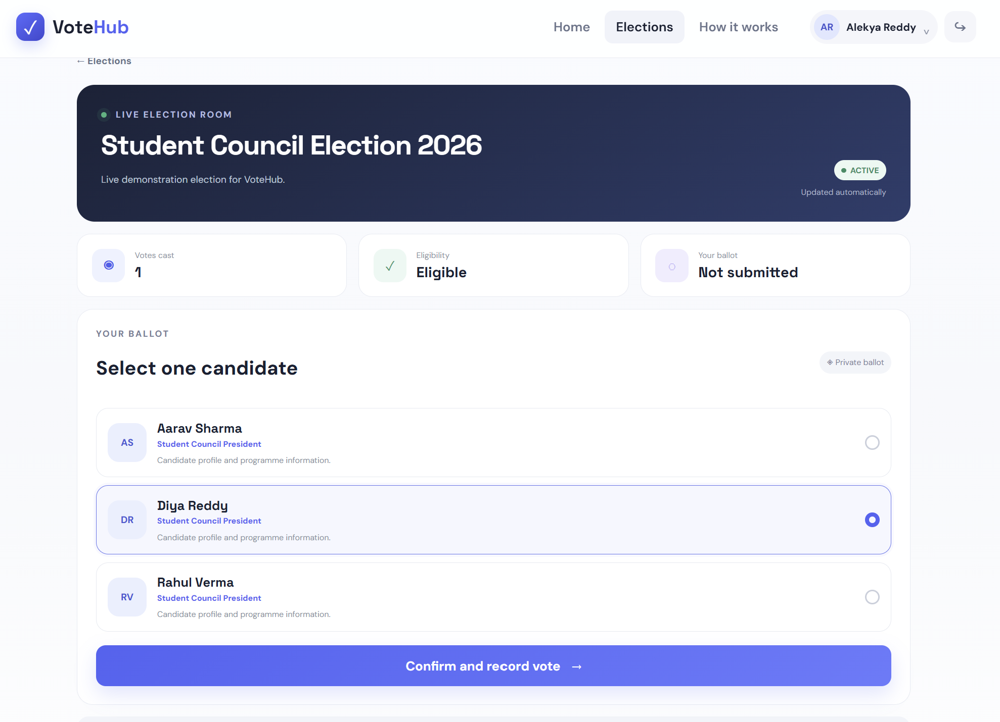 VoteHub
Home
Elections
How it works
AR
Alekya Reddy
← Elections
LIVE ELECTION ROOM
Student Council Election 2026
Live demonstration election for VoteHub.
ACTIVE
Updated automatically
Votes cast
1
Eligibility
Eligible
Your ballot
Not submitted
YOUR BALLOT
Select one candidate
Private ballot
AS
Aarav Sharma
Student Council President
Candidate profile and programme information.
DR
Diya Reddy
Student Council President
Candidate profile and programme information.
RV
Rahul Verma
Student Council President
Candidate profile and programme information.
Confirm and record vote →